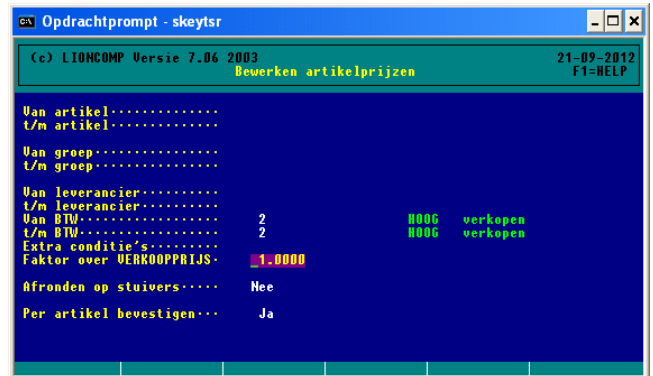 Opdrachtprompt - skeytsr
(c) LIONCOMP Versie 7.06 2003 21-09-2012
Bewerken artikelprijzen F1=HELP
Van artikel··············
t/m artikel··············
Van groep················
t/m groep················
Van leverancier··········
t/m leverancier··········
Van BTW·················· 2 HOOG verkopen
t/m BTW·················· 2 HOOG verkopen
Extra conditie's·········
Faktor over VERKOOPPRIJS· _1.0000
Afronden op stuivers····· Nee
Per artikel bevestigen··· Ja